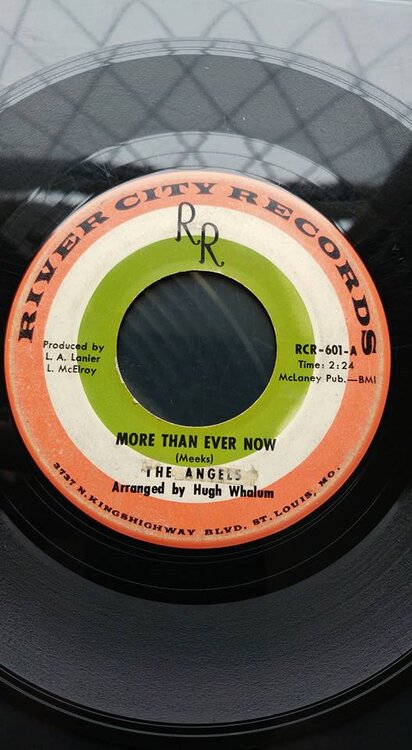 RIVER CITY RECORDS
RR
Produced by
L. A. Lanier
L. McElroy
RCR-601-A
Time: 2:24
McLaney Pub.—BMI
MORE THAN EVER NOW
(Meeks)
THE ANGELS
Arranged by Hugh Whalum
3737 N. KINGSHIGHWAY BLVD. ST. LOUIS, MO.